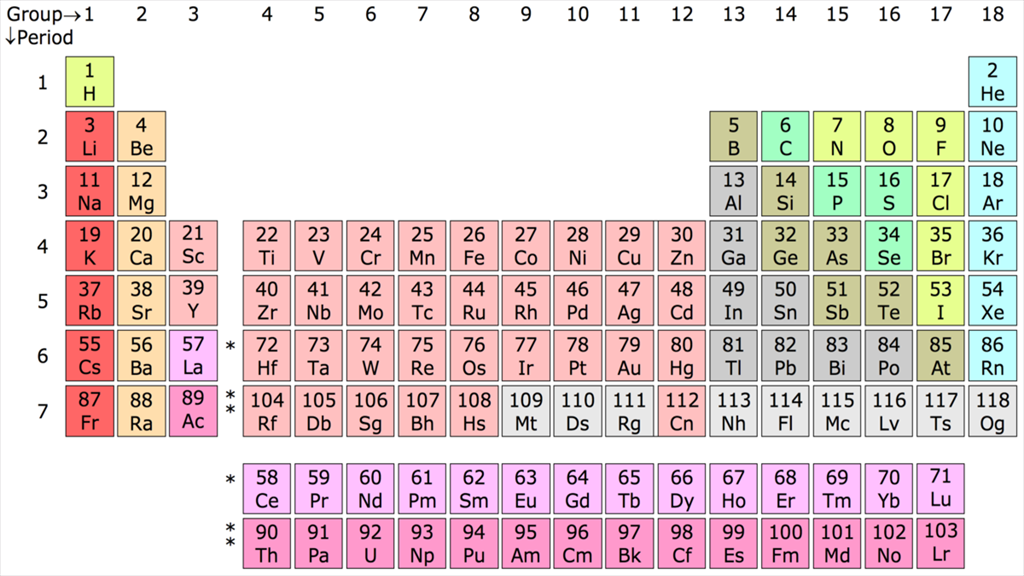 Group→ 1 2 3 4 5 6 7 8 9 10 11 12 13 14 15 16 17 18
↓Period
1 2
1 H He
3 4 5 6 7 8 9 10
2 Li Be B C N O F Ne
11 12 13 14 15 16 17 18
3 Na Mg Al Si P S Cl Ar
19 20 21 22 23 24 25 26 27 28 29 30 31 32 33 34 35 36
4 K Ca Sc Ti V Cr Mn Fe Co Ni Cu Zn Ga Ge As Se Br Kr
37 38 39 40 41 42 43 44 45 46 47 48 49 50 51 52 53 54
5 Rb Sr Y Zr Nb Mo Tc Ru Rh Pd Ag Cd In Sn Sb Te I Xe
55 56 57 * 72 73 74 75 76 77 78 79 80 81 82 83 84 85 86
6 Cs Ba La Hf Ta W Re Os Ir Pt Au Hg Tl Pb Bi Po At Rn
87 88 89 * 104 105 106 107 108 109 110 111 112 113 114 115 116 117 118
7 Fr Ra Ac * Rf Db Sg Bh Hs Mt Ds Rg Cn Nh Fl Mc Lv Ts Og
* 58 59 60 61 62 63 64 65 66 67 68 69 70 71
Ce Pr Nd Pm Sm Eu Gd Tb Dy Ho Er Tm Yb Lu
* 90 91 92 93 94 95 96 97 98 99 100 101 102 103
* Th Pa U Np Pu Am Cm Bk Cf Es Fm Md No Lr